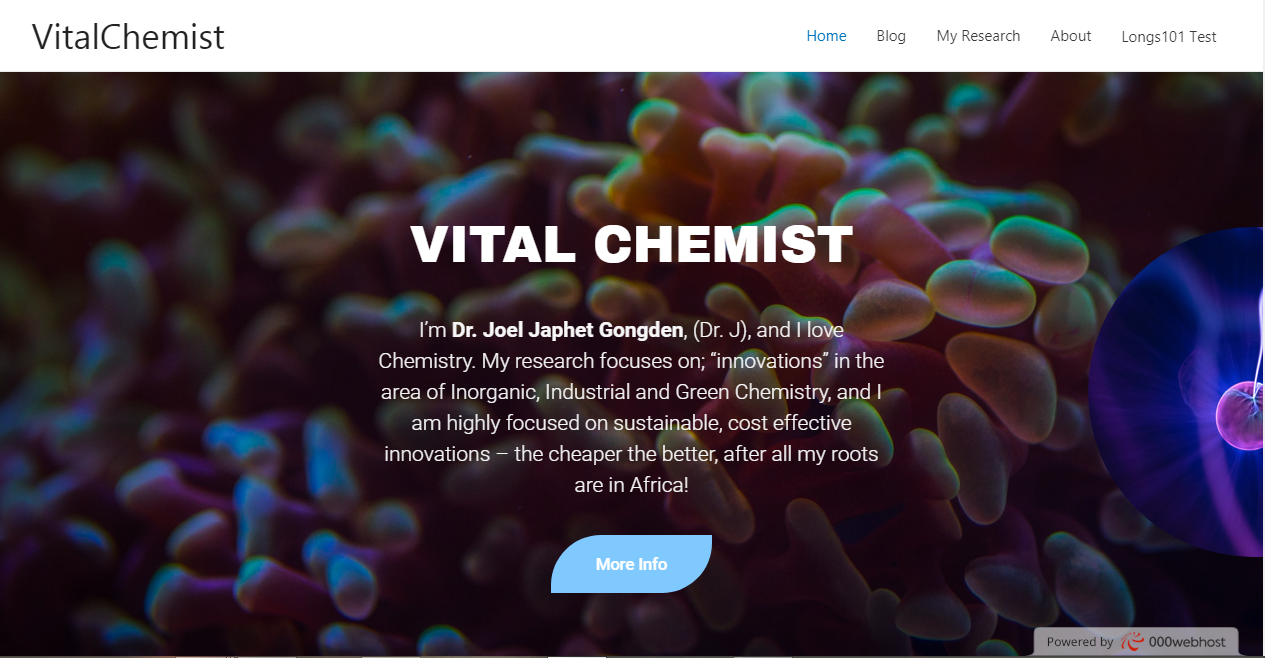 VitalChemist
Home Blog My Research About Longs101 Test
VITAL CHEMIST
I’m Dr. Joel Japhet Gongden, (Dr. J), and I love
Chemistry. My research focuses on; “innovations” in the
area of Inorganic, Industrial and Green Chemistry, and I
am highly focused on sustainable, cost effective
innovations – the cheaper the better, after all my roots
are in Africa!
More Info
Powered by 000webhost